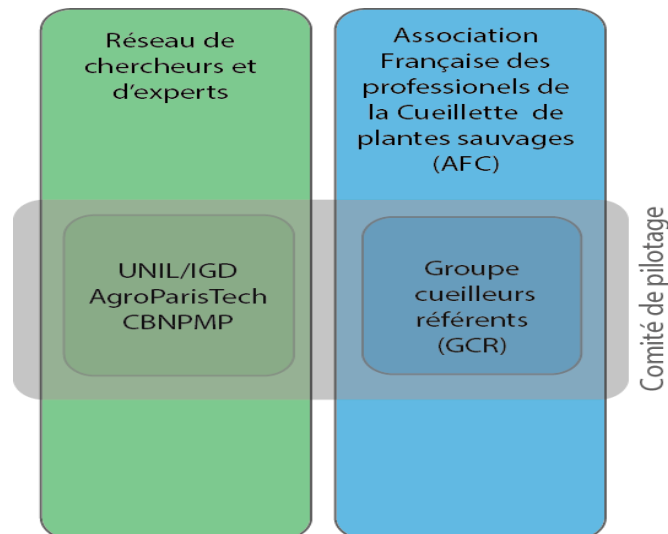 Réseau de
chercheurs et
d'experts
Association
Française des
professionels de
la Cueillette de
plantes sauvages
(AFC)
UNIL/IGD
AgroParisTech
CBNPMP
Groupe
cueilleurs
référents
(GCR)
Comité de pilotage